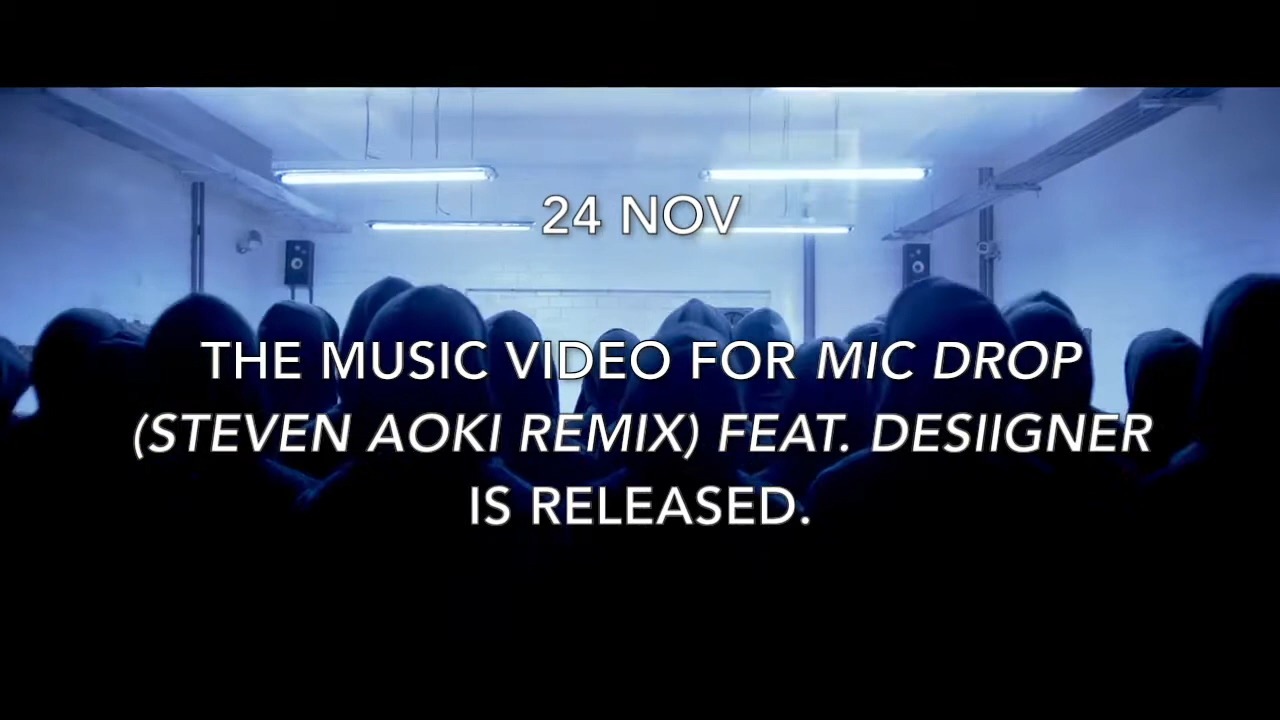 24 NOV
THE MUSIC VIDEO FOR MIC DROP
(STEVEN AOKI REMIX) FEAT. DESIIGNER
IS RELEASED.